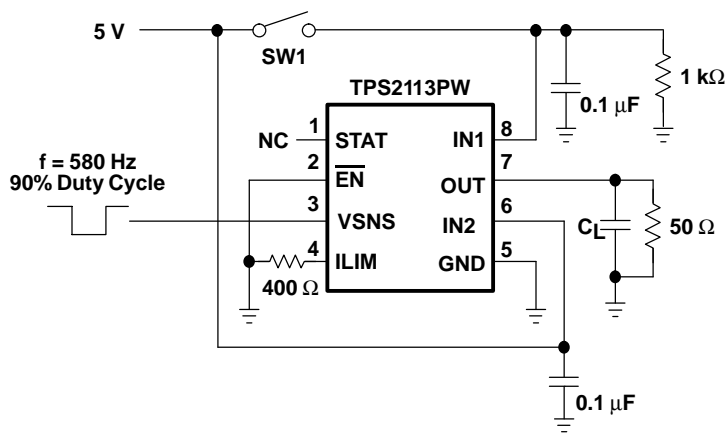 5 V
SW1
TPS2113PW
0.1 μF
1 kΩ
NC
1
STAT
IN1
8
f = 580 Hz
90% Duty Cycle
2
EN
OUT
7
3
VSNS
IN2
6
CL
50 Ω
4
ILIM
GND
5
400 Ω
0.1 μF